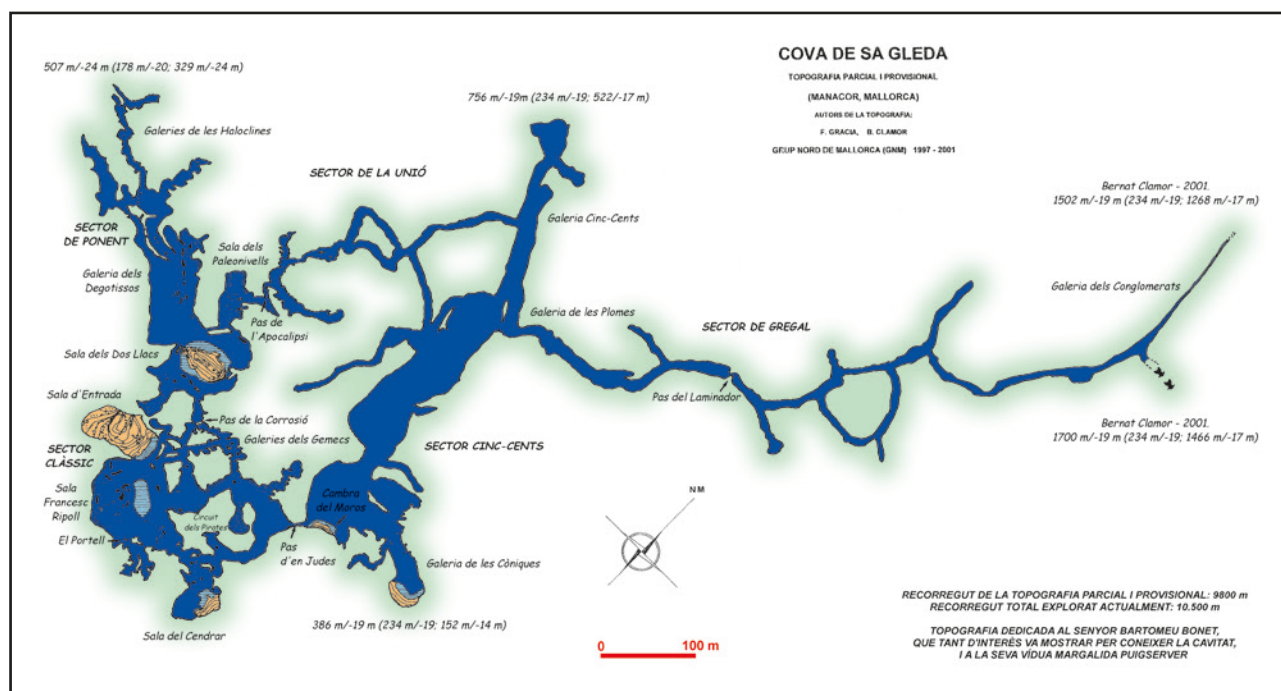 COVA DE SA GLEDA
TOPOGRAFIA PARCIAL I PROVISIONAL
(MANACOR, MALLORCA)
AUTORS DE LA TOPOGRAFIA:
F. GRACIA, B. CLAMOR
GRUP NORD DE MALLORCA (GNM) 1997 - 2001
507 m/-24 m (178 m/-20; 329 m/-24 m)
Galeries de les Haloclines
756 m/-19m (234 m/-19; 522/-17 m)
SECTOR DE LA UNIÓ
Galeria Cinc-Cents
Bernat Clamor - 2001.
1502 m/-19 m (234 m/-19; 1268 m/-17 m)
SECTOR
DE PONENT
Sala dels
Paleonivells
Galeria dels
Degotissos
Galeria dels Conglomerats
Galeria de les Plomes
SECTOR DE GREGAL
Pas de
l'Apocalipsi
Sala dels Dos Llacs
Pas del Laminador
Sala d'Entrada
Pas de la Corrosió
Galeries dels Gemecs
SECTOR CINC-CENTS
Bernat Clamor - 2001.
1700 m/-19 m (234 m/-19; 1466 m/-17 m)
SECTOR
CLÀSSIC
Sala
Francesc
Ripoll
Cambra
del Moros
NM
Circuit
dels Pirates
El Portell
Pas
d'en Judes
Galeria de les Còniques
Sala del Cendrar
386 m/-19 m (234 m/-19; 152 m/-14 m)
0 100 m
RECORREGUT DE LA TOPOGRAFIA PARCIAL I PROVISIONAL: 9800 m
RECORREGUT TOTAL EXPLORAT ACTUALMENT: 10.500 m
TOPOGRAFIA DEDICADA AL SENYOR BARTOMEU BONET,
QUE TANT D'INTERÈS VA MOSTRAR PER CONEIXER LA CAVITAT,
I A LA SEVA VÍDUA MARGALIDA PUIGSERVER